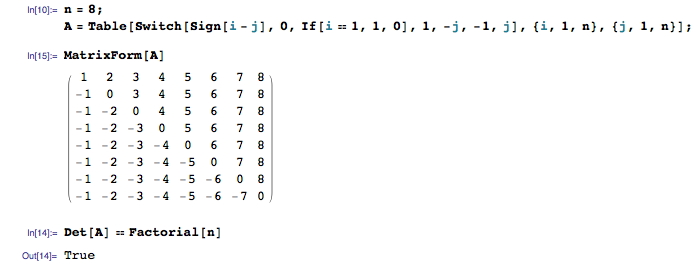 In[10]:= n = 8;
A = Table[Switch[Sign[i - j], 0, If[i == 1, 1, 0], 1, -j, -1, j], {i, 1, n}, {j, 1, n}];
In[15]:= MatrixForm[A]
1 2 3 4 5 6 7 8
-1 0 3 4 5 6 7 8
-1 -2 0 4 5 6 7 8
-1 -2 -3 0 5 6 7 8
-1 -2 -3 -4 0 6 7 8
-1 -2 -3 -4 -5 0 7 8
-1 -2 -3 -4 -5 -6 0 8
-1 -2 -3 -4 -5 -6 -7 0
In[14]:= Det[A] == Factorial[n]
Out[14]= True